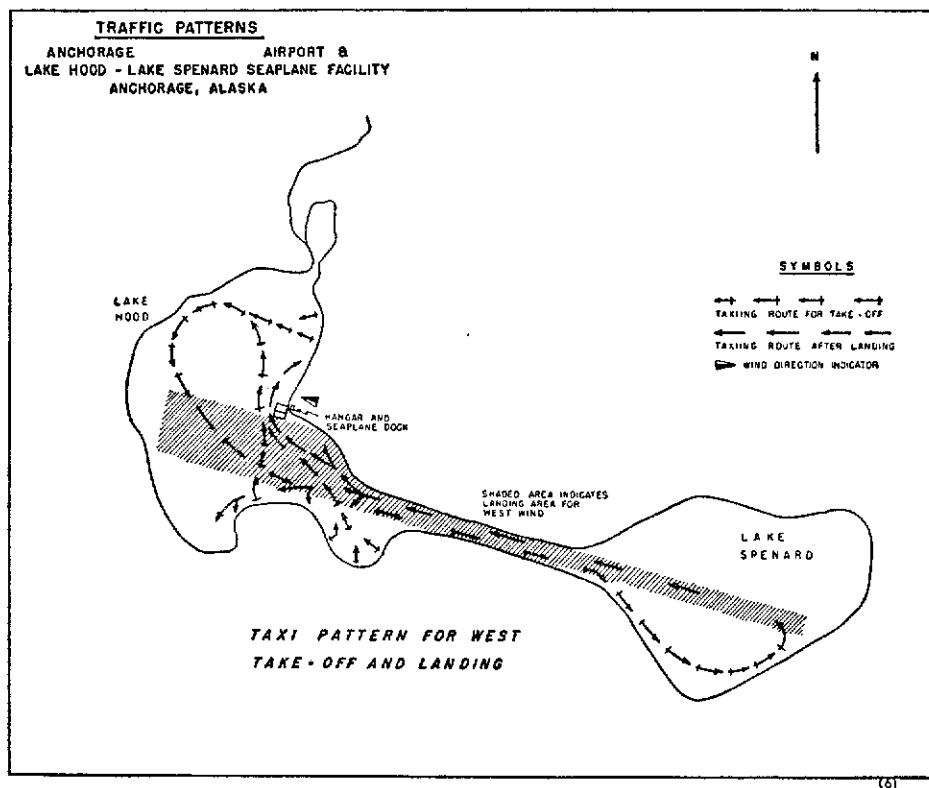 TRAFFIC PATTERNS
ANCHORAGE AIRPORT &
LAKE HOOD - LAKE SPENARD SEAPLANE FACILITY
ANCHORAGE, ALASKA
N
SYMBOLS
TAXIING ROUTE FOR TAKE-OFF
TAXIING ROUTE AFTER LANDING
WIND DIRECTION INDICATOR
LAKE
HOOD
HANGAR AND
SEAPLANE DOCK
SHADED AREA INDICATES
LANDING AREA FOR
WEST WIND
LAKE
SPENARD
TAXI PATTERN FOR WEST
TAKE-OFF AND LANDING
(6)